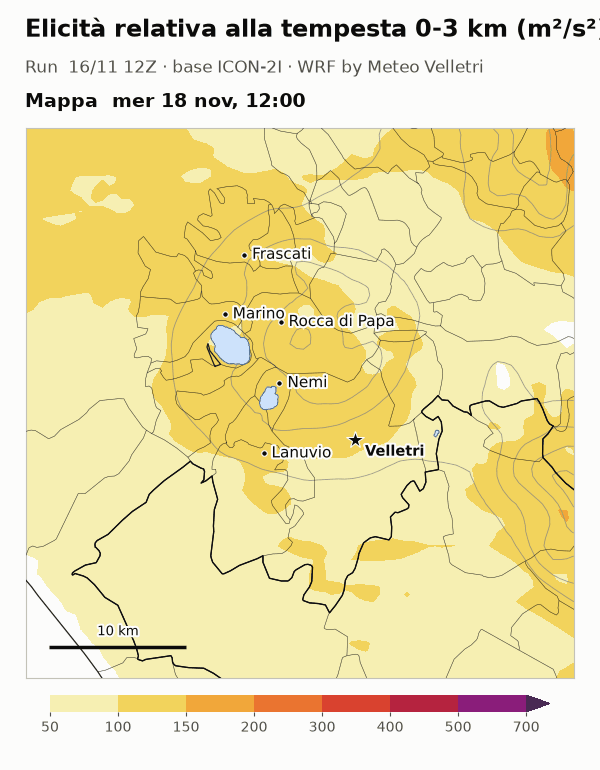 Elicità relativa alla tempesta 0-3 km (m²/s²)
Run 16/11 12Z · base ICON-2I · WRF by Meteo Velletri
Mappa mer 18 nov, 12:00
Frascati
Marino
Rocca di Papa
Nemi
Velletri
Lanuvio
10 km
50 100 150 200 300 400 500 700